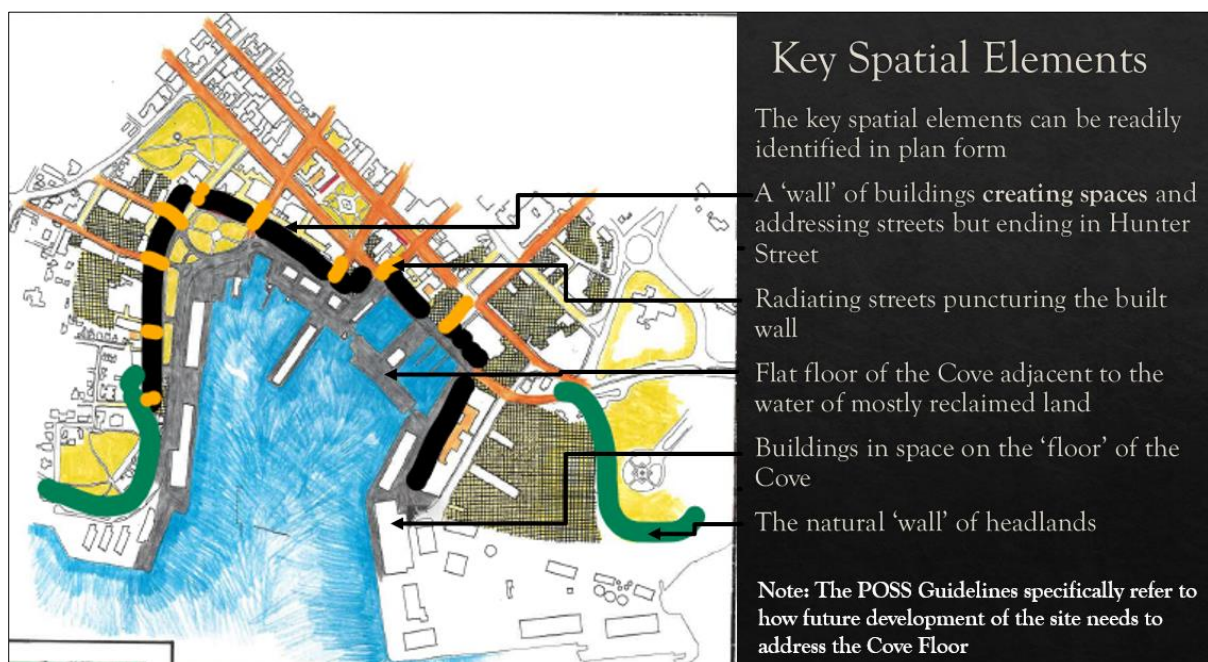 Key Spatial Elements
The key spatial elements can be readily
identified in plan form
A ‘wall’ of buildings creating spaces and
addressing streets but ending in Hunter
Street
Radiating streets puncturing the built
wall
Flat floor of the Cove adjacent to the
water of mostly reclaimed land
Buildings in space on the ‘floor’ of the
Cove
The natural ‘wall’ of headlands
Note: The POSS Guidelines specifically refer to
how future development of the site needs to
address the Cove Floor